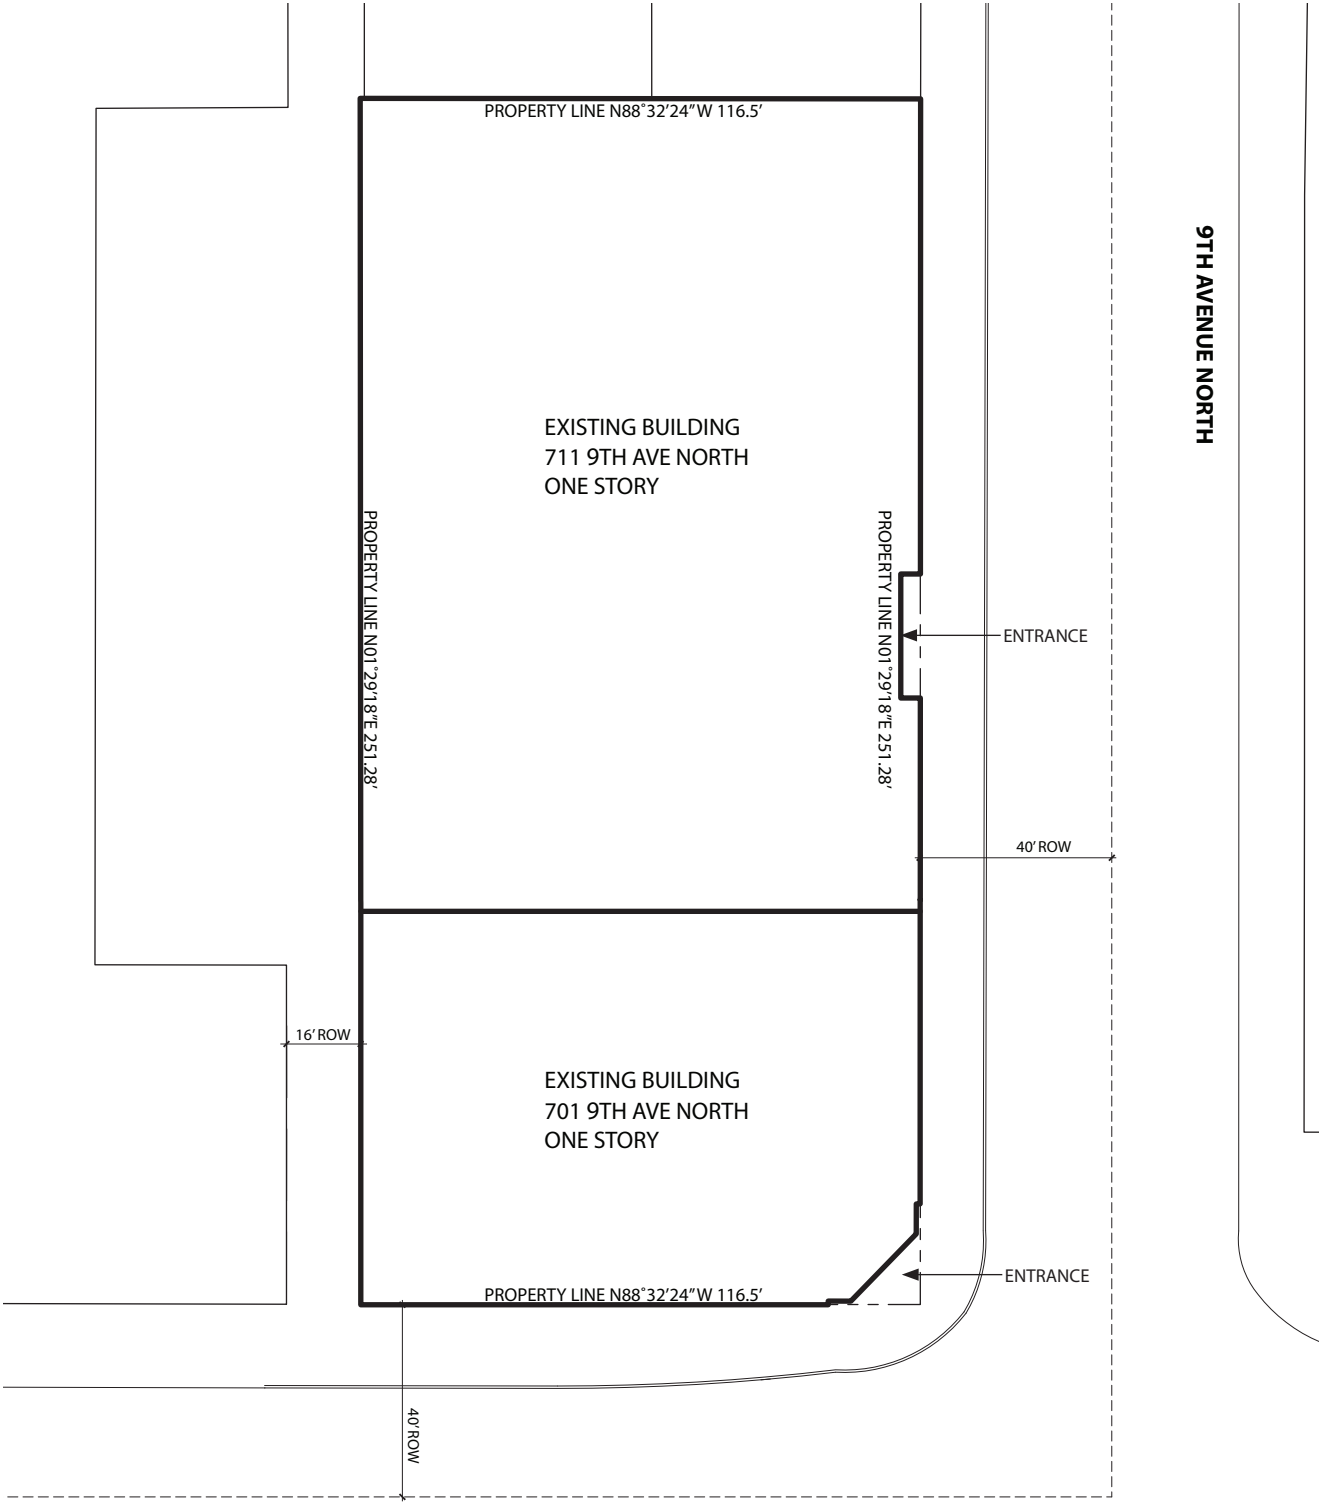 PROPERTY LINE N88°32'24"W 116.5'
9TH AVENUE NORTH
EXISTING BUILDING
711 9TH AVE NORTH
ONE STORY
PROPERTY LINE N01°29'18"E 251.28'
PROPERTY LINE N01°29'18"E 251.28'
ENTRANCE
40' ROW
16' ROW
EXISTING BUILDING
701 9TH AVE NORTH
ONE STORY
ENTRANCE
PROPERTY LINE N88°32'24"W 116.5'
40' ROW